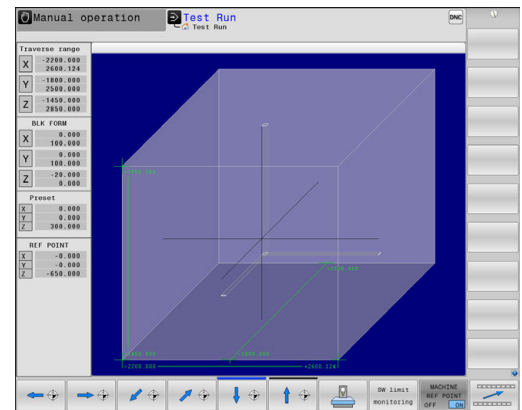 Manual operation
Test Run
Test Run
DNC
Traverse range
X -2200.000
2600.124
Y -1800.000
2500.000
Z -1450.000
2850.000
BLK FORM
X 0.000
100.000
Y 0.000
100.000
Z -20.000
0.000
Preset
X 0.000
Y 0.000
Z 300.000
REF POINT
X -0.000
Y -0.000
Z -650.000
-2200.000
+2600.124
SW limit
monitoring
MACHINE
REF POINT
OFF ON